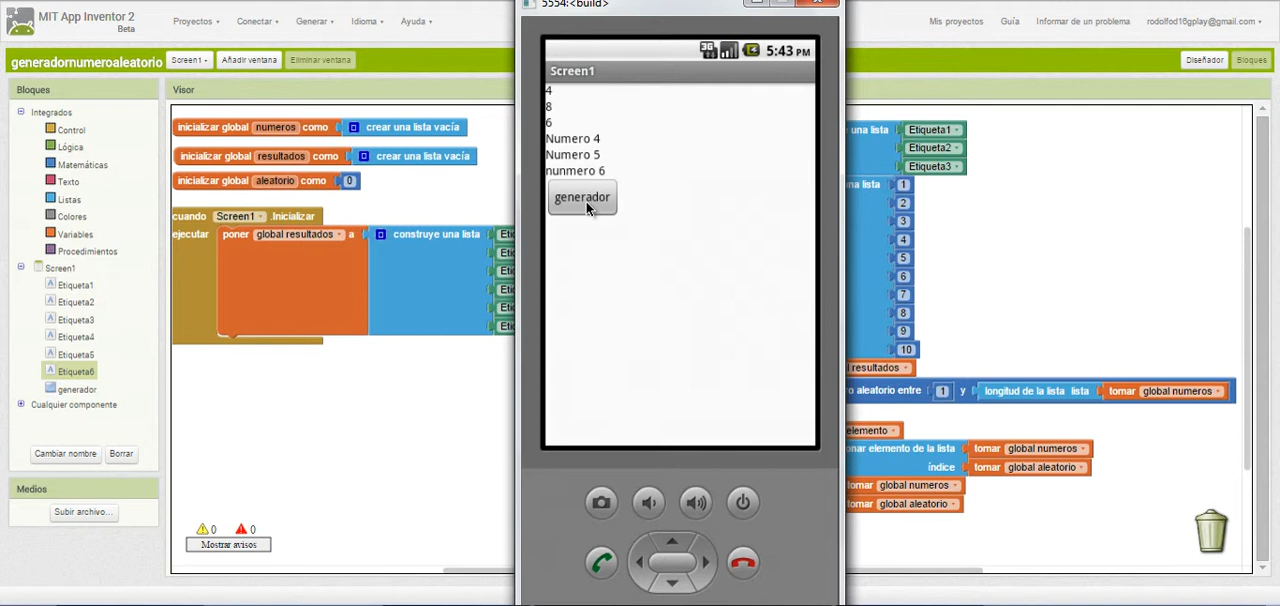 MIT App Inventor 2
Beta
Proyectos Conectar Generar Idioma Ayuda
Mis proyectos Guía Informar de un problema rodolfod16gplay@gmail.com
generadornumeroaleatorio
Screen1 Añadir ventana Eliminar ventana
Diseñador Bloques
Bloques
Integrados
Control
Lógica
Matemáticas
Texto
Listas
Colores
Variables
Procedimientos
Screen1
Etiqueta1
Etiqueta2
Etiqueta3
Etiqueta4
Etiqueta5
Etiqueta6
generador
Cualquier componente
Cambiar nombre Borrar
Medios
Subir archivo...
Visor
inicializar global numeros como crear una lista vacía
inicializar global resultados como crear una lista vacía
inicializar global aleatorio como 0
cuando Screen1 .Inicializar
ejecutar poner global resultados a construye una lista
0 0
Mostrar avisos
5554:<build>
3G 5:43 PM
Screen1
4
8
6
Numero 4
Numero 5
nunmero 6
generador
una lista Etiqueta1
Etiqueta2
Etiqueta3
una lista 1
2
3
4
5
6
7
8
9
10
resultados
aleatorio entre 1 y longitud de la lista lista tomar global numeros
elemento
elemento de la lista tomar global numeros
índice tomar global aleatorio
tomar global numeros
tomar global aleatorio